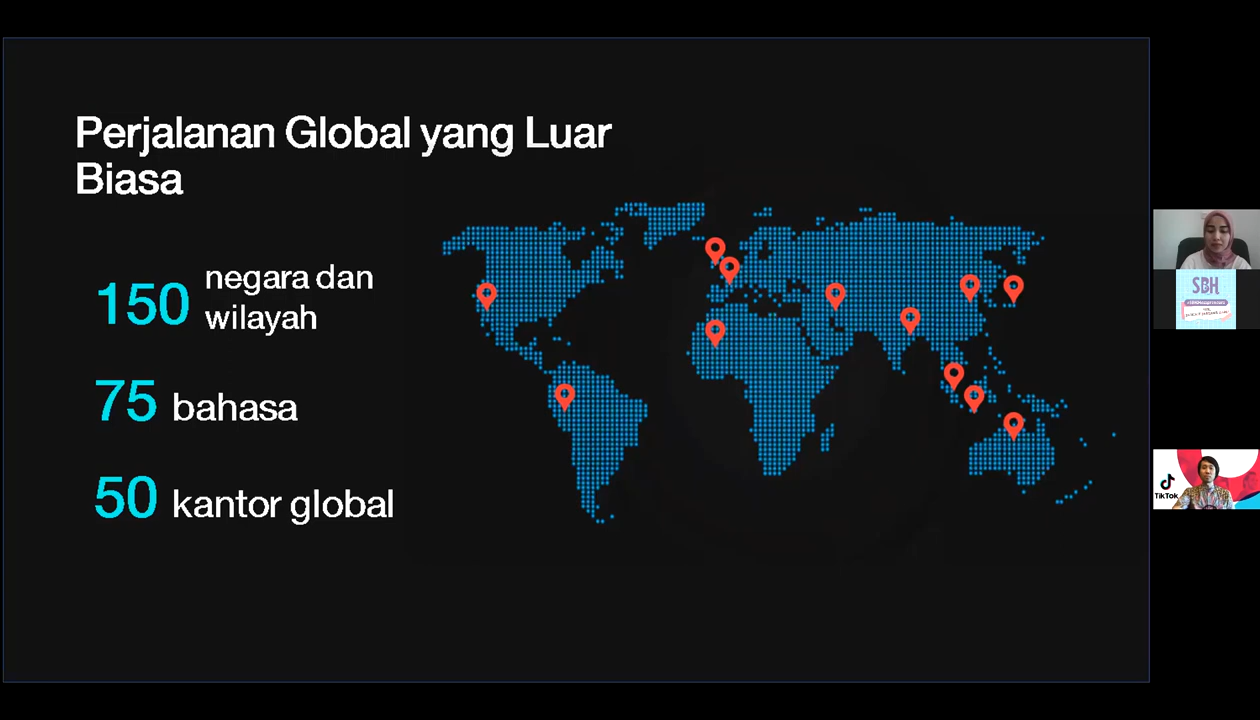 Perjalanan Global yang Luar
Biasa
150 negara dan
wilayah
75 bahasa
50 kantor global
SBH
TikTok